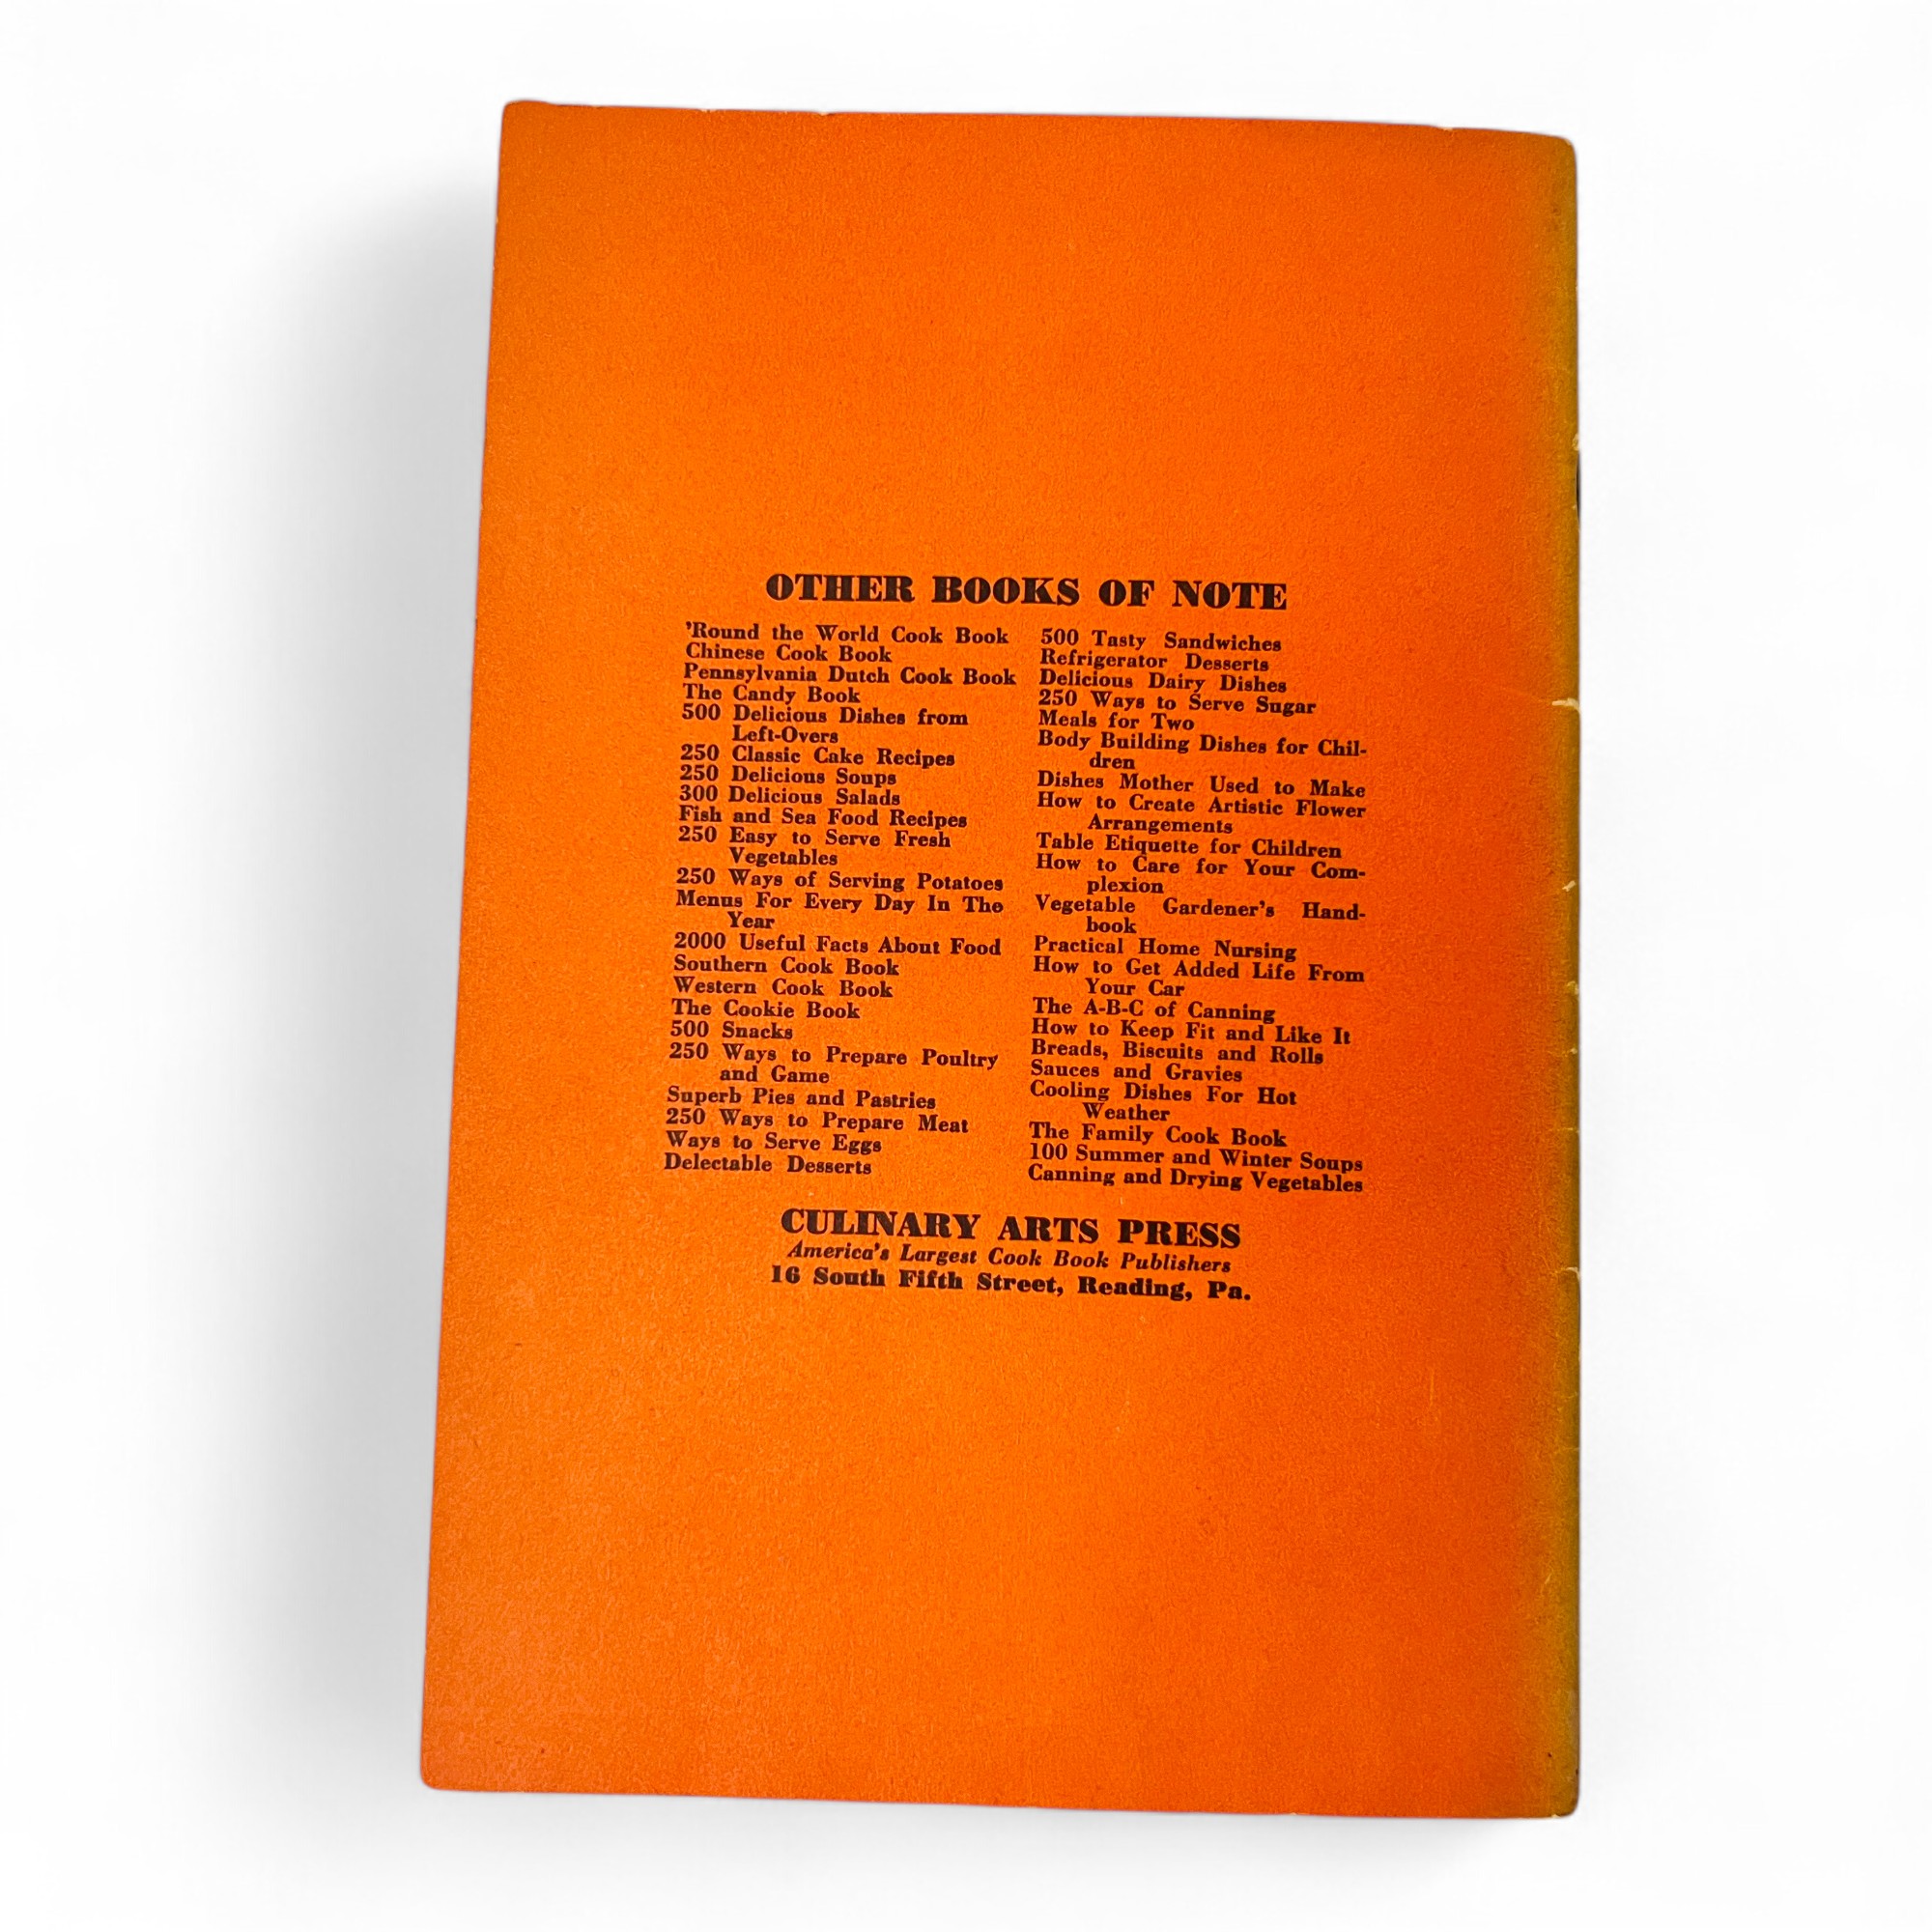 OTHER BOOKS OF NOTE
'Round the World Cook Book
Chinese Cook Book
Pennsylvania Dutch Cook Book
The Candy Book
500 Delicious Dishes from
Left-Overs
250 Classic Cake Recipes
250 Delicious Soups
300 Delicious Salads
Fish and Sea Food Recipes
250 Easy to Serve Fresh
Vegetables
250 Ways of Serving Potatoes
Menus For Every Day In The
Year
2000 Useful Facts About Food
Southern Cook Book
Western Cook Book
The Cookie Book
500 Snacks
250 Ways to Prepare Poultry
and Game
Superb Pies and Pastries
250 Ways to Prepare Meat
Ways to Serve Eggs
Delectable Desserts
500 Tasty Sandwiches
Refrigerator Desserts
Delicious Dairy Dishes
250 Ways to Serve Sugar
Meals for Two
Body Building Dishes for Chil-
dren
Dishes Mother Used to Make
How to Create Artistic Flower
Arrangements
Table Etiquette for Children
How to Care for Your Com-
plexion
Vegetable Gardener's Hand-
book
Practical Home Nursing
How to Get Added Life From
Your Car
The A-B-C of Canning
How to Keep Fit and Like It
Breads, Biscuits and Rolls
Sauces and Gravies
Cooling Dishes For Hot
Weather
The Family Cook Book
100 Summer and Winter Soups
Canning and Drying Vegetables
CULINARY ARTS PRESS
America's Largest Cook Book Publishers
16 South Fifth Street, Reading, Pa.